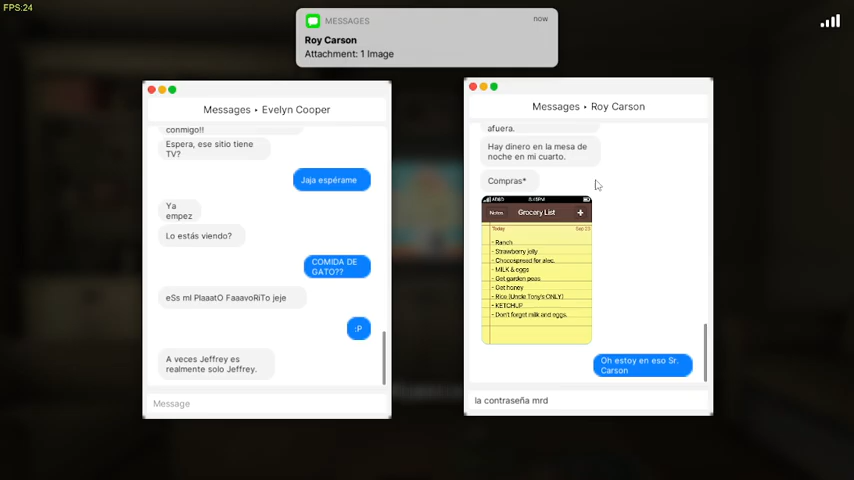 FPS:24
MESSAGES
now
Roy Carson
Attachment: 1 Image
Messages ‣ Evelyn Cooper
conmigo!!
Espera, ese sitio tiene
TV?
Jaja espérame
Ya
empez
Lo estás viendo?
COMIDA DE
GATO??
eSs mI PlaaatO FaaavoRiTo jeje
:P
A veces Jeffrey es
realmente solo Jeffrey.
Message
Messages ‣ Roy Carson
afuera.
Hay dinero en la mesa de
noche en mi cuarto.
Compras*
Notes
Grocery List
+
Today
Sep 23
- Ranch
- Strawberry jelly
- Chocospread for alec.
- MILK & eggs
- Get garden peas
- Get honey
- Rice (Uncle Tony's ONLY)
- KETCHUP
- Don't forget milk and eggs.
Oh estoy en eso Sr.
Carson
la contraseña mrd